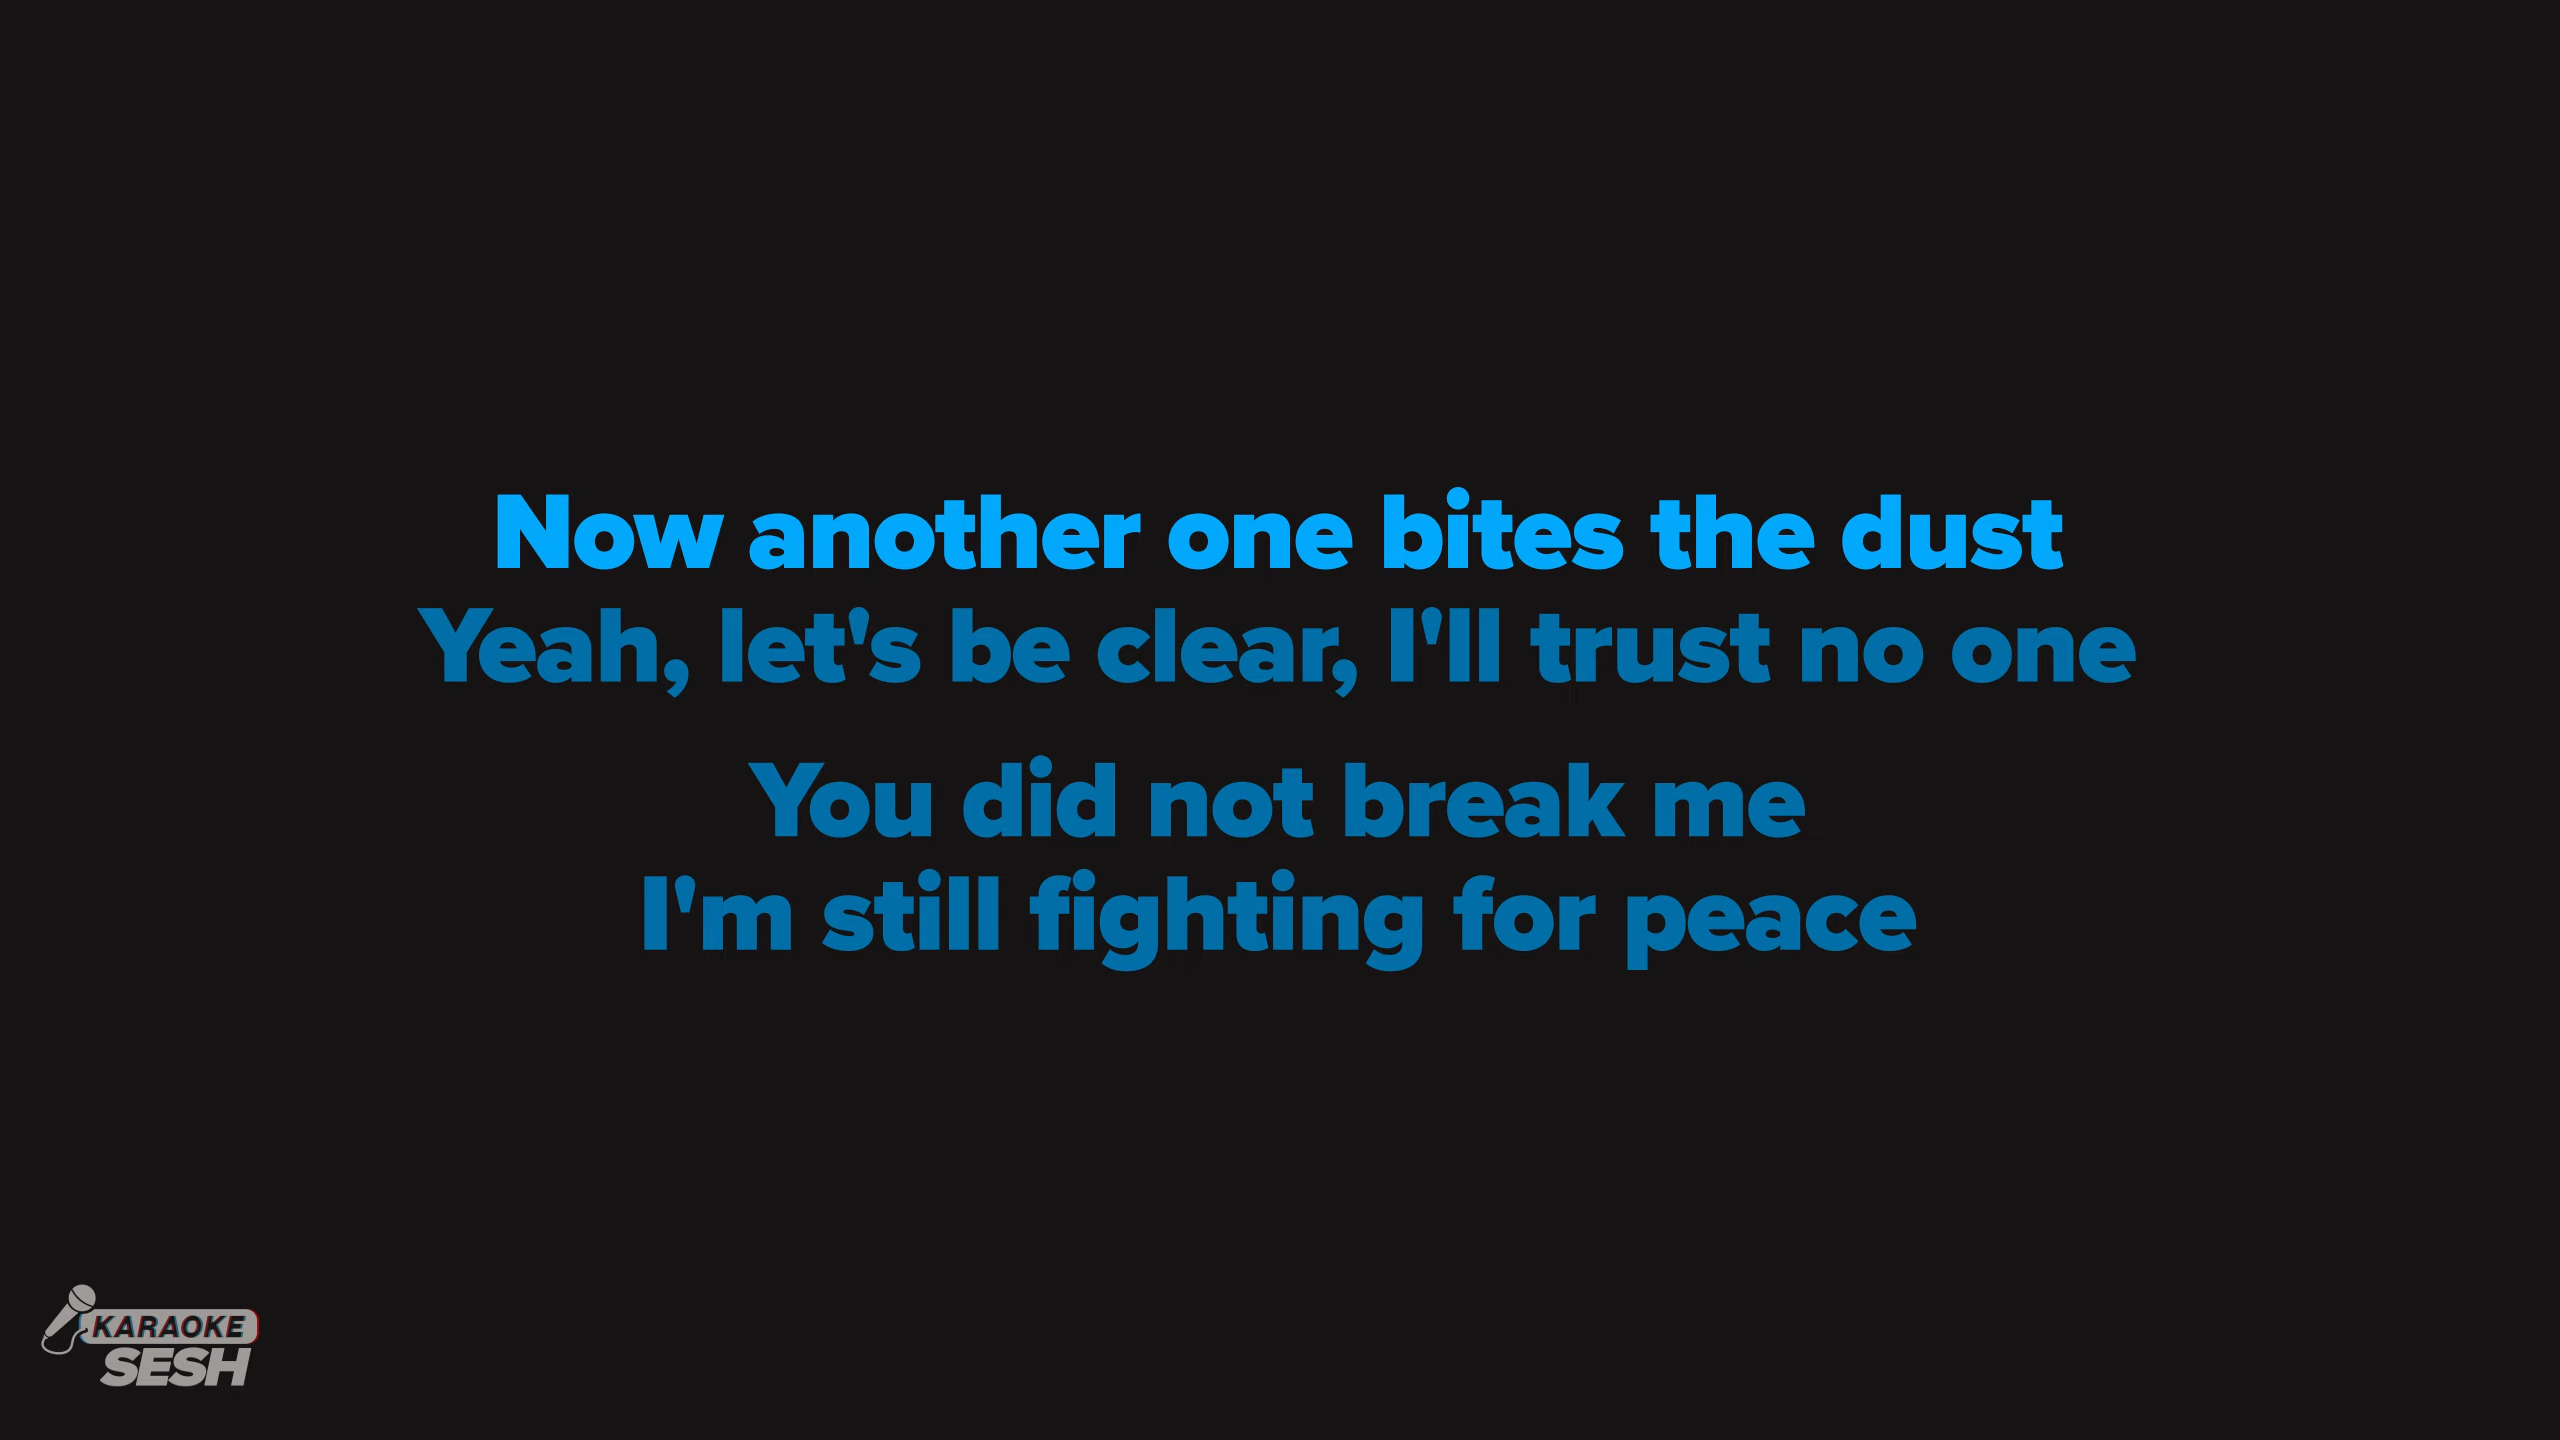 Now another one bites the dust
Yeah, let's be clear, I'll trust no one
You did not break me
I'm still fighting for peace
KARAOKE
SESH